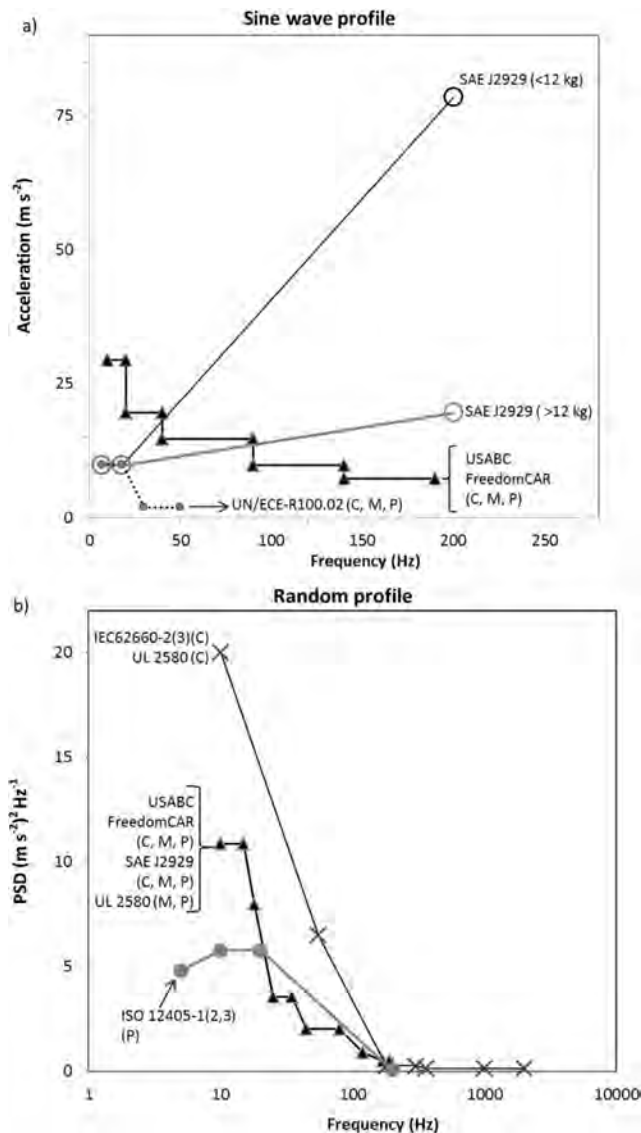 a)
Sine wave profile
SAE J2929 (<12 kg)
75
50
25
0
Acceleration (m s⁻²)
SAE J2929 ( >12 kg)
USABC
FreedomCAR
(C, M, P)
UN/ECE-R100.02 (C, M, P)
0 50 100 150 200 250
Frequency (Hz)
b)
Random profile
IEC62660-2(3)(C)
UL 2580 (C)
20
15
10
5
0
PSD (m s⁻²)² Hz⁻¹
USABC
FreedomCAR
(C, M, P)
SAE J2929
(C, M, P)
UL 2580 (M, P)
ISO 12405-1(2,3)
(P)
1 10 100 1000 10000
Frequency (Hz)